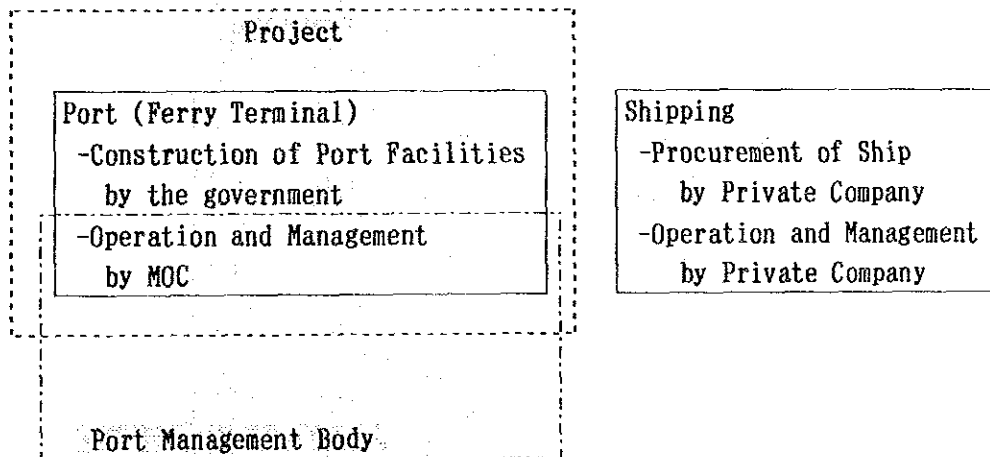 Project
Port (Ferry Terminal)
-Construction of Port Facilities
by the government
-Operation and Management
by MOC
Shipping
-Procurement of Ship
by Private Company
-Operation and Management
by Private Company
Port Management Body